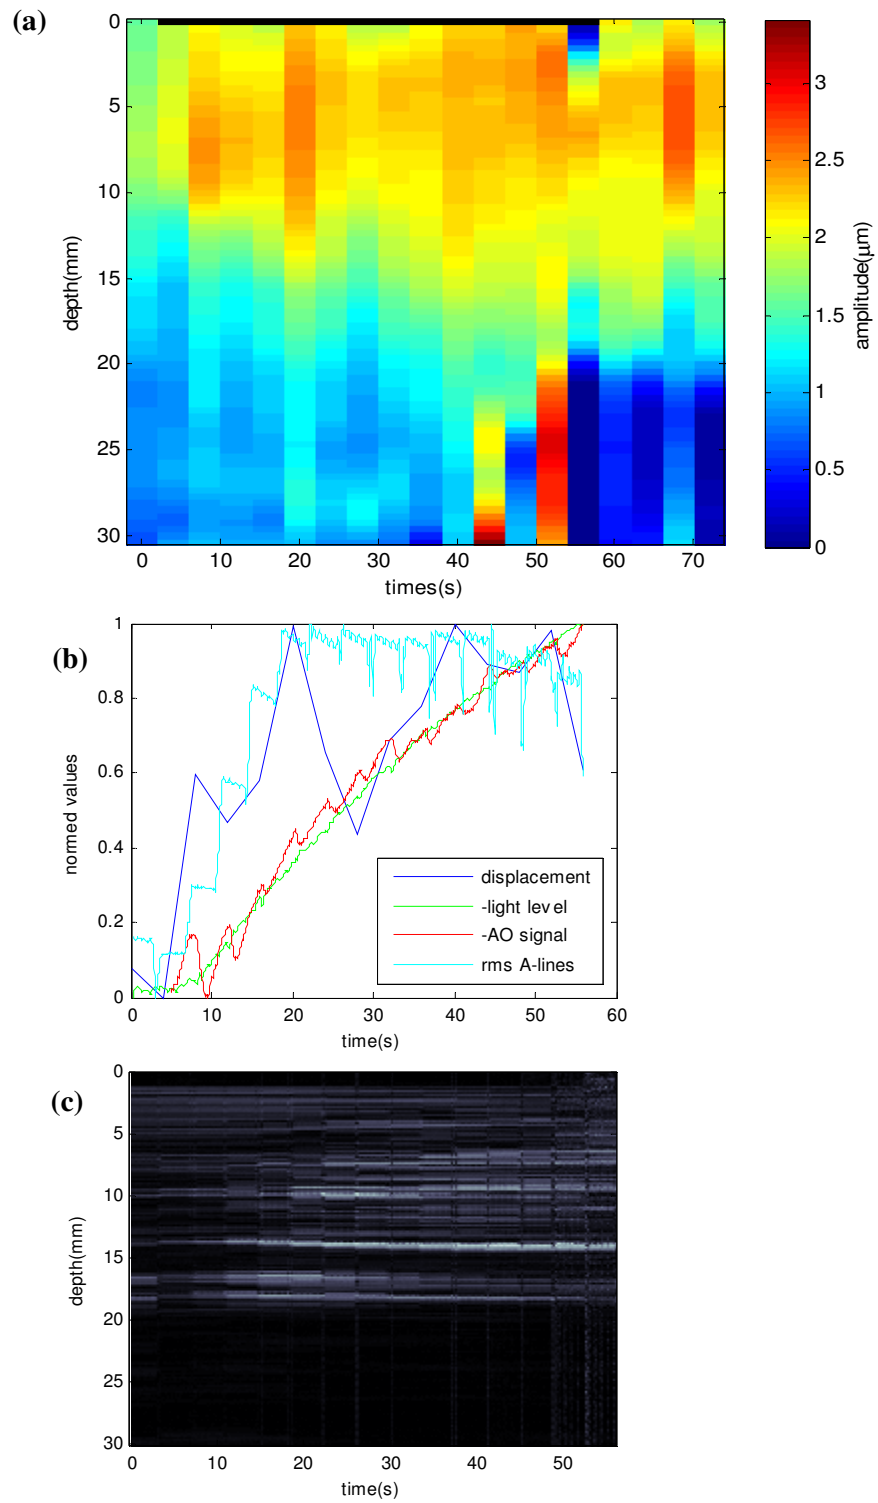 (a)
0
5
10
15
20
25
30
depth(mm)
0 10 20 30 40 50 60 70
times(s)
3
2.5
2
1.5
1
0.5
0
amplitude(μm)
(b)
1
0.8
0.6
0.4
0.2
0
normed values
displacement
-light level
-AO signal
rms A-lines
0 10 20 30 40 50 60
time(s)
(c)
0
5
10
15
20
25
30
depth(mm)
0 10 20 30 40 50
time(s)